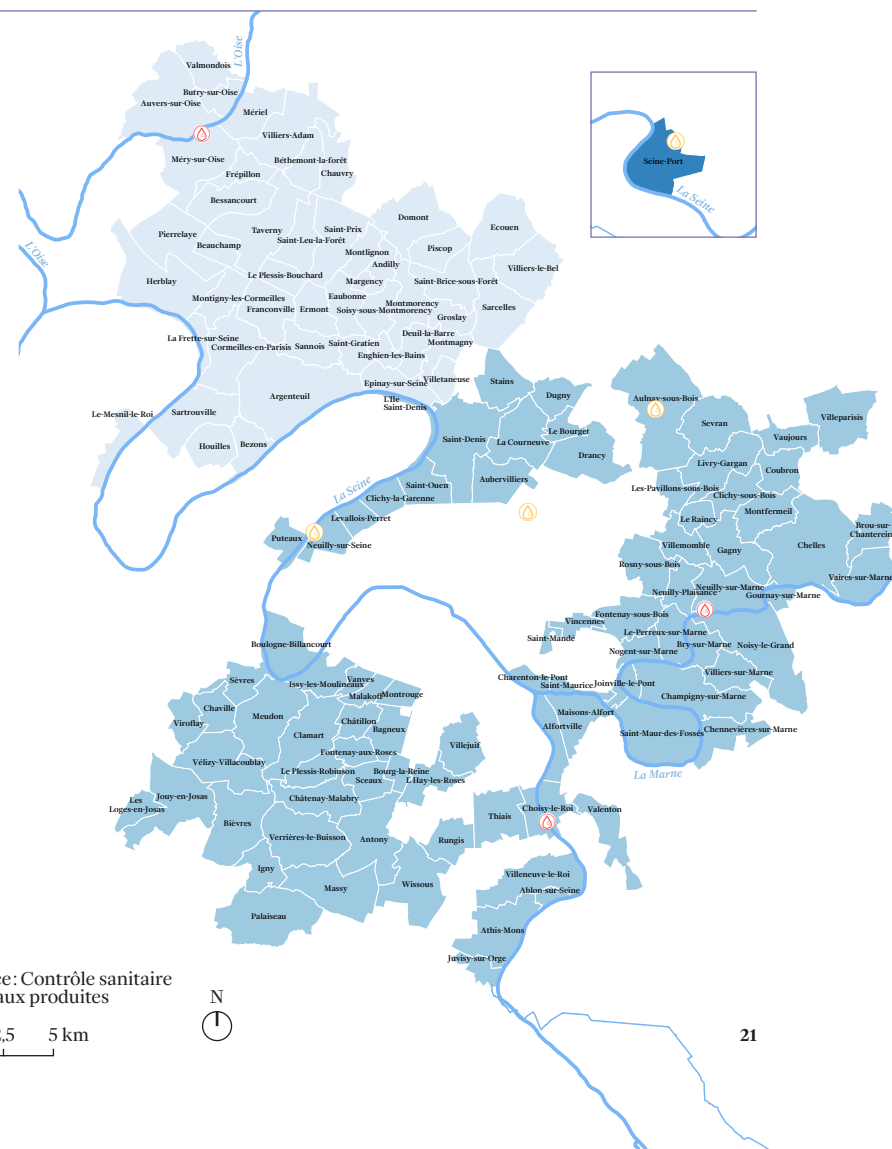 L'Oise
Valmondois
Butry-sur-Oise
Auvers-sur-Oise
Mériel
Villiers-Adam
Méry-sur-Oise
Béthemont-la-forêt
Frépillon
Chauvry
Bessancourt
Seine-Port
La Seine
Domont
Ecouen
Pierrelaye
Taverny
Saint-Prix
Saint-Leu-la-Forêt
Beauchamp
Montlignon
Piscop
L'Oise
Andilly
Villiers-le-Bel
Herblay
Le Plessis-Bouchard
Margency
Saint-Brice-sous-Forêt
Montigny-les-Cormeilles
Eaubonne
Montmorency
Franconville
Ermont
Soisy-sous-Montmorency
Sarcelles
Groslay
Deuil-la-Barre
La Frette-sur-Seine
Cormeilles-en-Parisis
Sannois
Saint-Gratien
Montmagny
Enghien-les-Bains
Epinay-sur-Seine
Villetaneuse
Stains
Argenteuil
L'Ile
Saint-Denis
Dugny
Aulnay-sous-Bois
Le-Mesnil-le-Roi
Sartrouville
Villeparisis
Sevran
Houilles
Bezons
Saint-Denis
La Courneuve
Le Bourget
Vaujours
Drancy
Livry-Gargan
Coubron
La Seine
Saint-Ouen
Aubervilliers
Les-Pavillons-sous-Bois
Clichy-sous-Bois
Clichy-la-Garenne
Levallois-Perret
Le Raincy
Montfermeil
Brou-sur-
Chanterein
Puteaux
Neuilly-sur-Seine
Villemomble
Gagny
Chelles
Rosny-sous-Bois
Vaires-sur-Marne
Neuilly-Plaisance
Neuilly-sur-Marne
Gournay-sur-Marne
Fontenay-sous-Bois
Vincennes
Saint-Mandé
Le-Perreux-sur-Marne
Boulogne-Billancourt
Nogent-sur-Marne
Bry-sur-Marne
Noisy-le-Grand
Sèvres
Issy-les-Moulineaux
Vanves
Malakoff
Montrouge
Charenton-le-Pont
Saint-Maurice
Joinville-le-Pont
Villiers-sur-Marne
Champigny-sur-Marne
Chaville
Viroflay
Meudon
Châtillon
Bagneux
Clamart
Maisons-Alfort
Alfortville
Saint-Maur-des-Fossés
Chennevières-sur-Marne
Fontenay-aux-Roses
Villejuif
Vélizy-Villacoublay
Le Plessis-Robinson
Bourg-la-Reine
Sceaux
L'Hay-les-Roses
La Marne
Les
Loges-en-Josas
Jouy-en-Josas
Châtenay-Malabry
Bièvres
Verrières-le-Buisson
Antony
Rungis
Thiais
Choisy-le-Roi
Valenton
Igny
Massy
Wissous
Villeneuve-le-Roi
Ablon-sur-Seine
Palaiseau
Athis-Mons
Juvisy-sur-Orge
ce : Contrôle sanitaire
aux produites
N
2,5
5 km
21